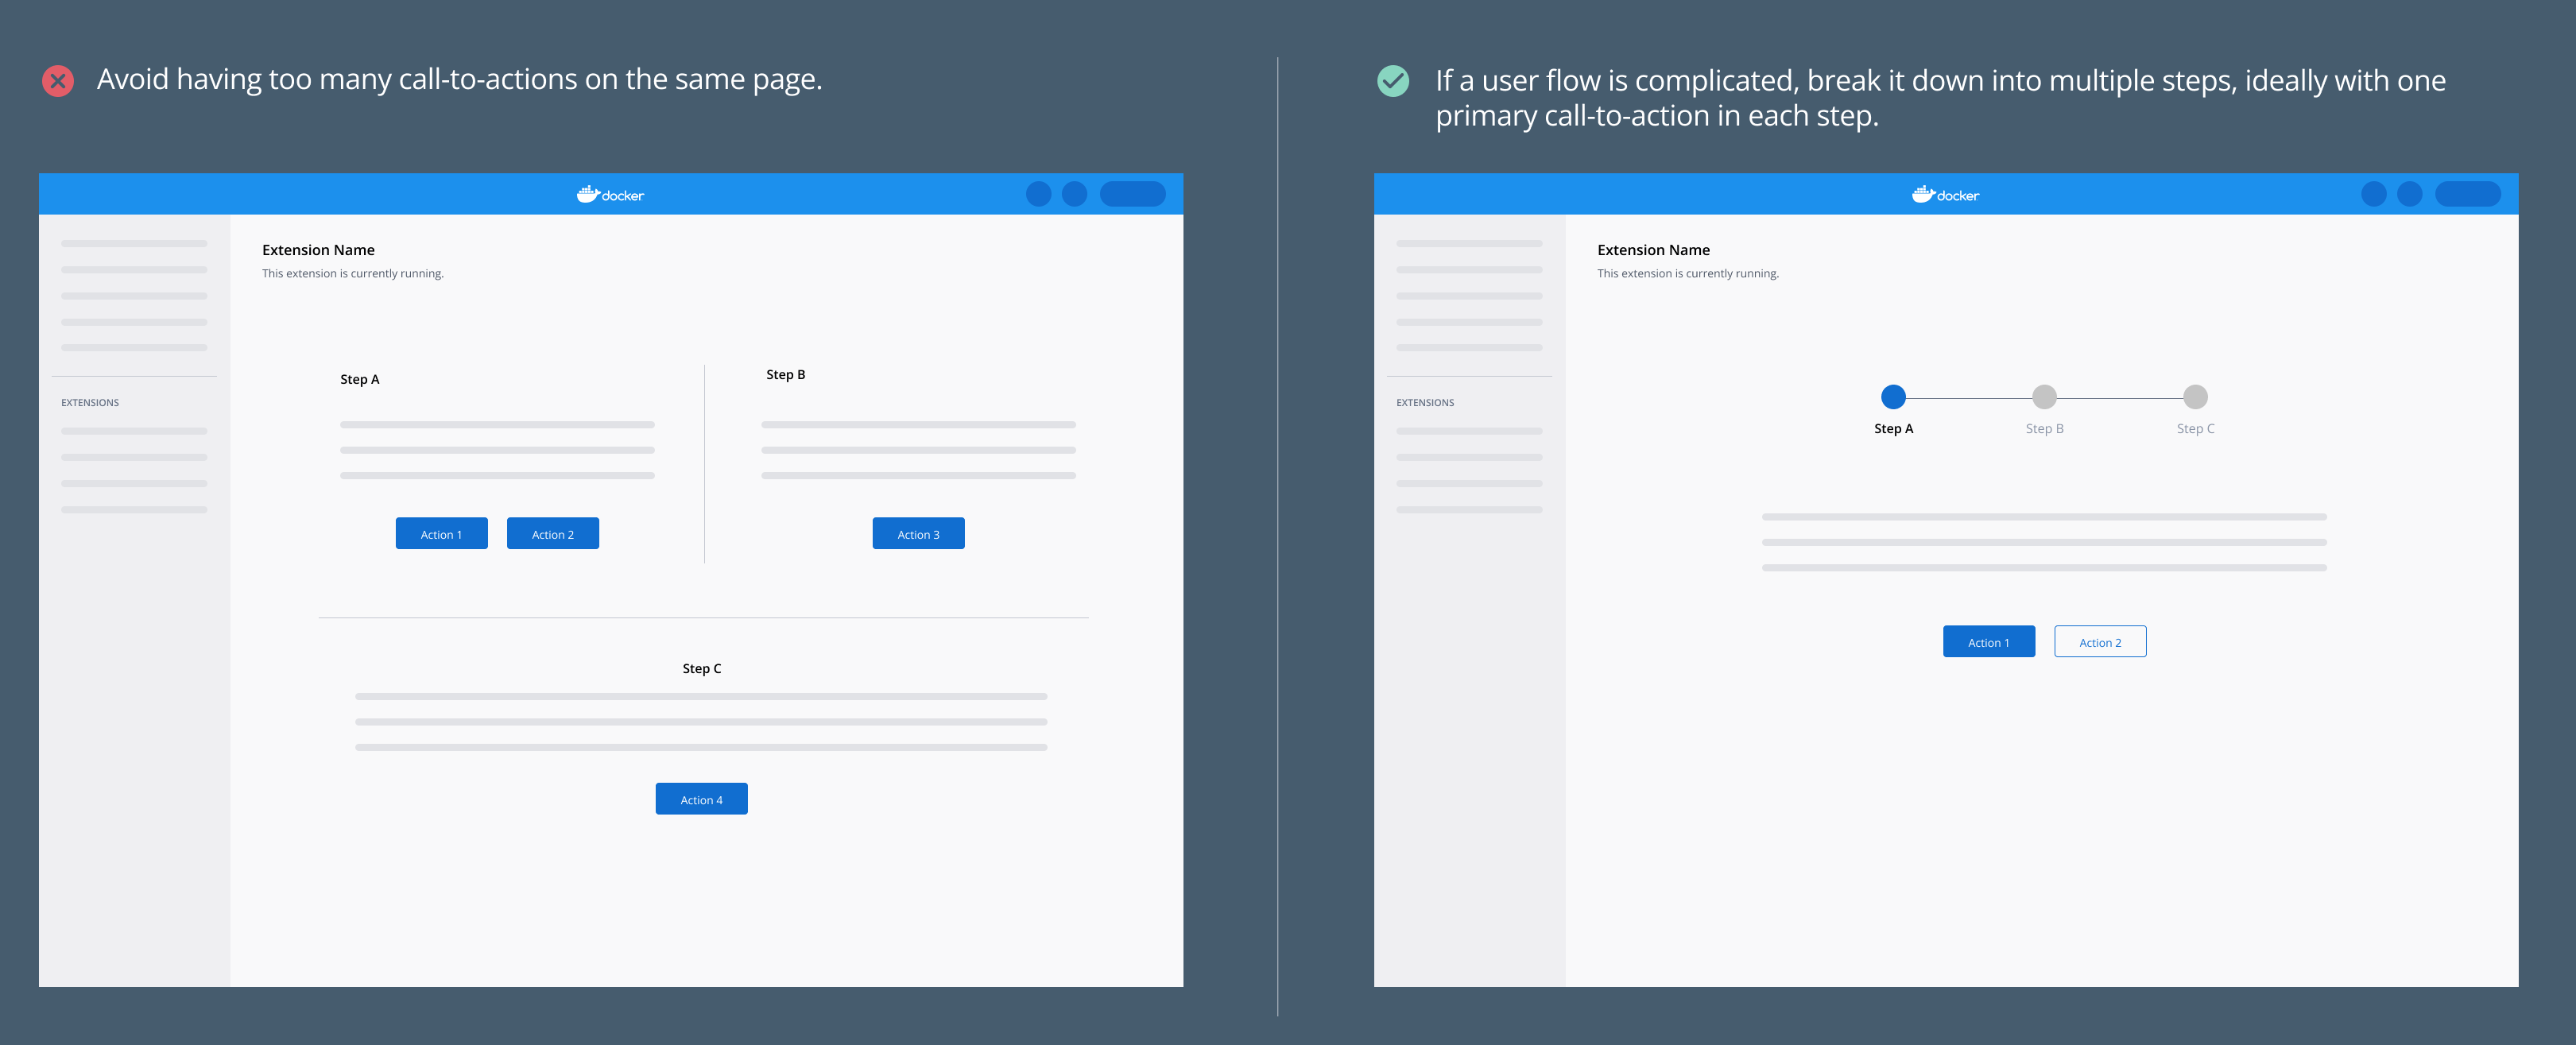 Avoid having too many call-to-actions on the same page.
docker
Extension Name
This extension is currently running.
EXTENSIONS
Step A
Action 1
Action 2
Step B
Action 3
Step C
Action 4
If a user flow is complicated, break it down into multiple steps, ideally with one
primary call-to-action in each step.
docker
Extension Name
This extension is currently running.
EXTENSIONS
Step A
Step B
Step C
Action 1
Action 2